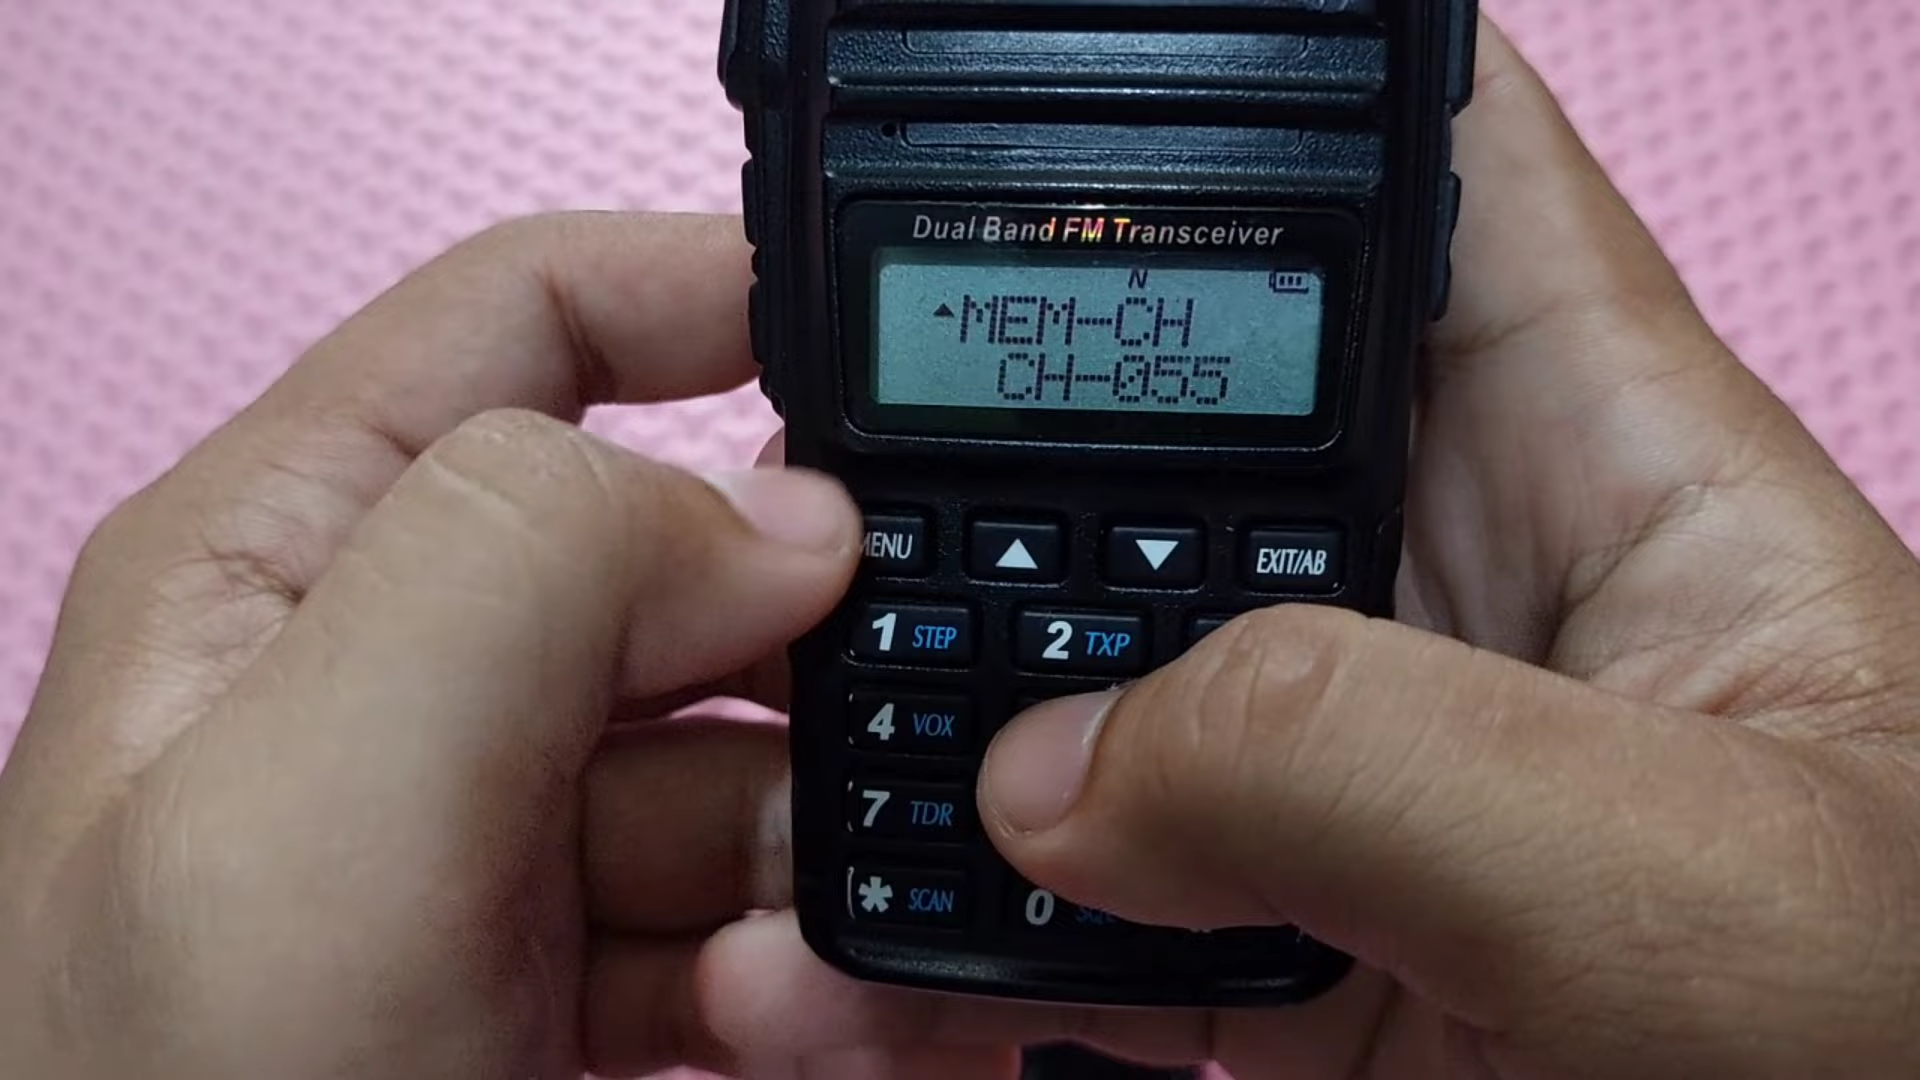 Dual Band FM Transceiver
N
MEM-CH
CH-055
MENU
EXIT/AB
1 STEP
2 TXP
4 VOX
7 TDR
* SCAN
0